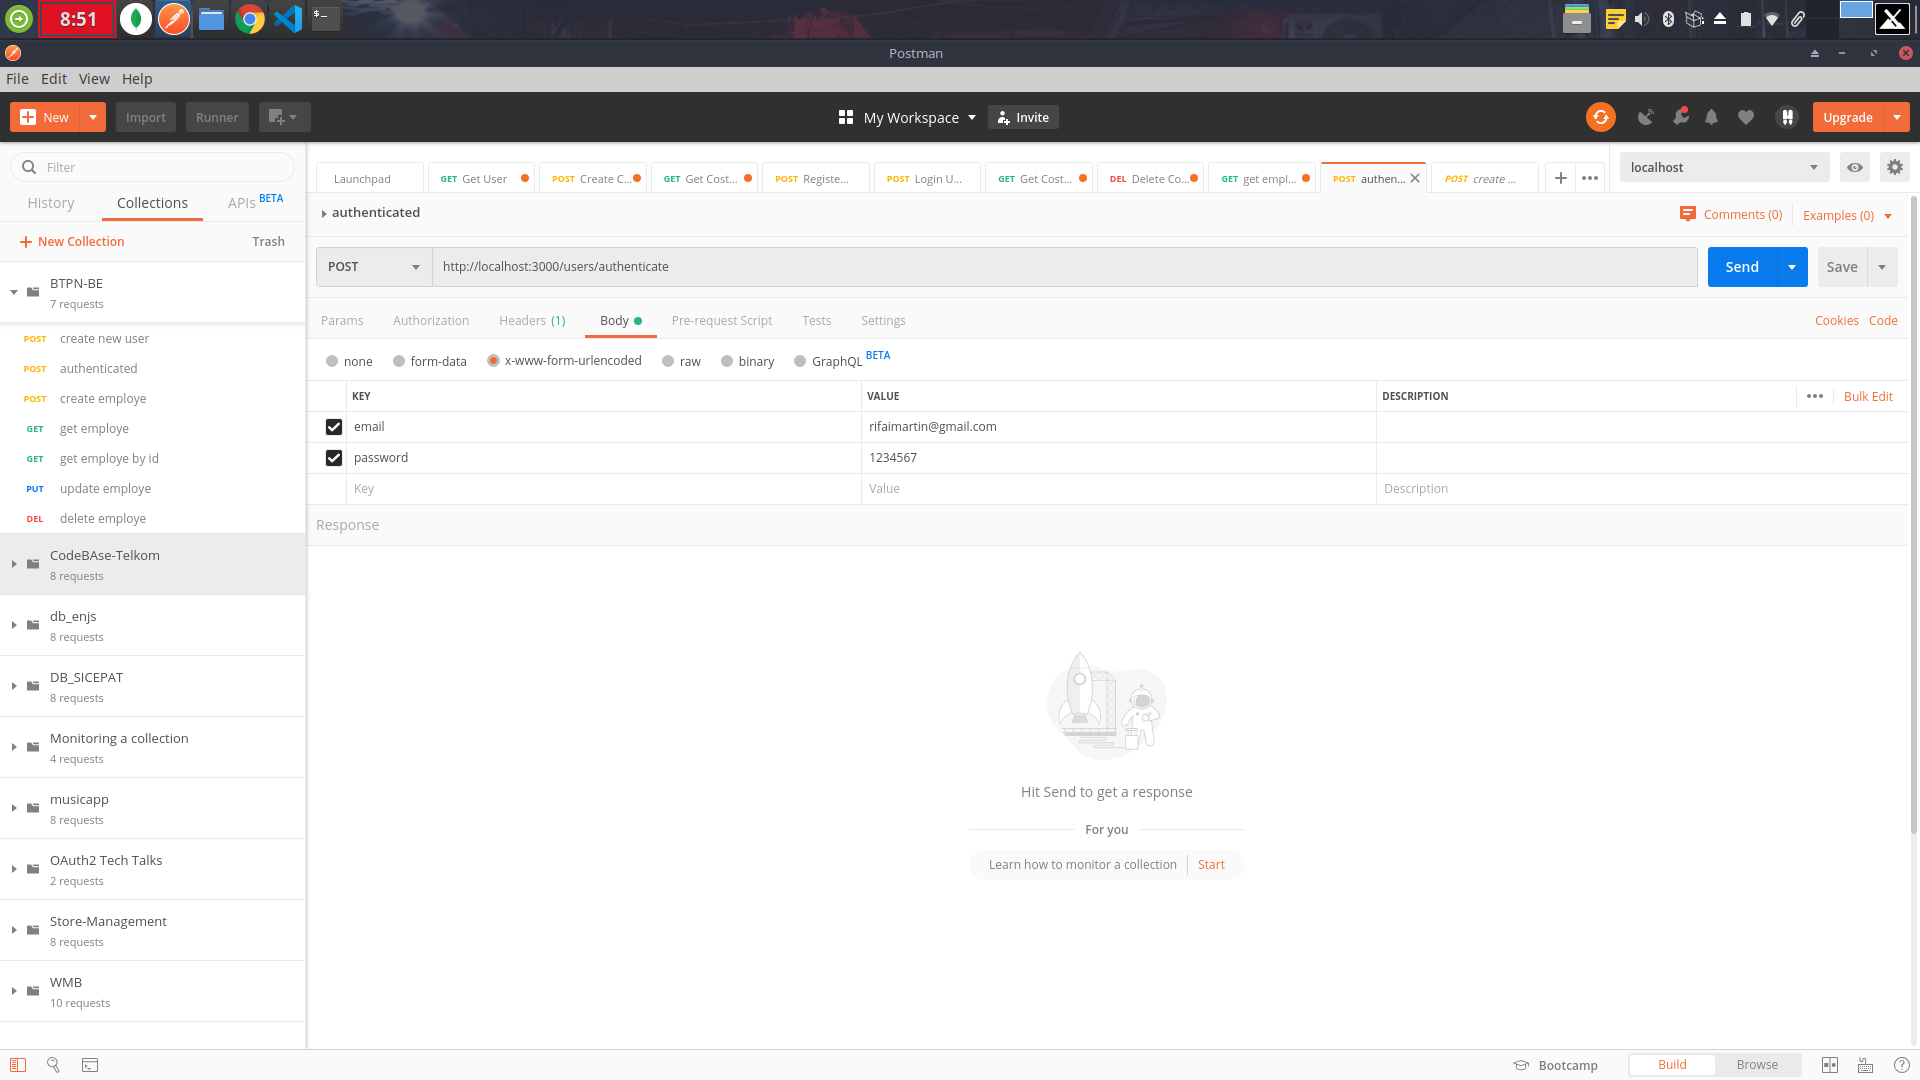 8:51
Postman
File Edit View Help
New Import Runner My Workspace Invite Upgrade
Filter
History Collections APIs BETA
New Collection Trash
BTPN-BE
7 requests
POST create new user
POST authenticated
POST create employe
GET get employe
GET get employe by id
PUT update employe
DEL delete employe
CodeBAse-Telkom
8 requests
db_enjs
8 requests
DB_SICEPAT
8 requests
Monitoring a collection
4 requests
musicapp
8 requests
OAuth2 Tech Talks
2 requests
Store-Management
8 requests
WMB
10 requests
Launchpad GET Get User POST Create C... GET Get Cost... POST Registe... POST Login U... GET Get Cost... DEL Delete Co... GET get empl... POST authen... POST create ... localhost
authenticated Comments (0) Examples (0)
POST http://localhost:3000/users/authenticate Send Save
Params Authorization Headers (1) Body Pre-request Script Tests Settings Cookies Code
none form-data x-www-form-urlencoded raw binary GraphQL BETA
KEY VALUE DESCRIPTION Bulk Edit
email rifaimartin@gmail.com
password 1234567
Key Value Description
Response
Hit Send to get a response
For you
Learn how to monitor a collection Start
Bootcamp Build Browse